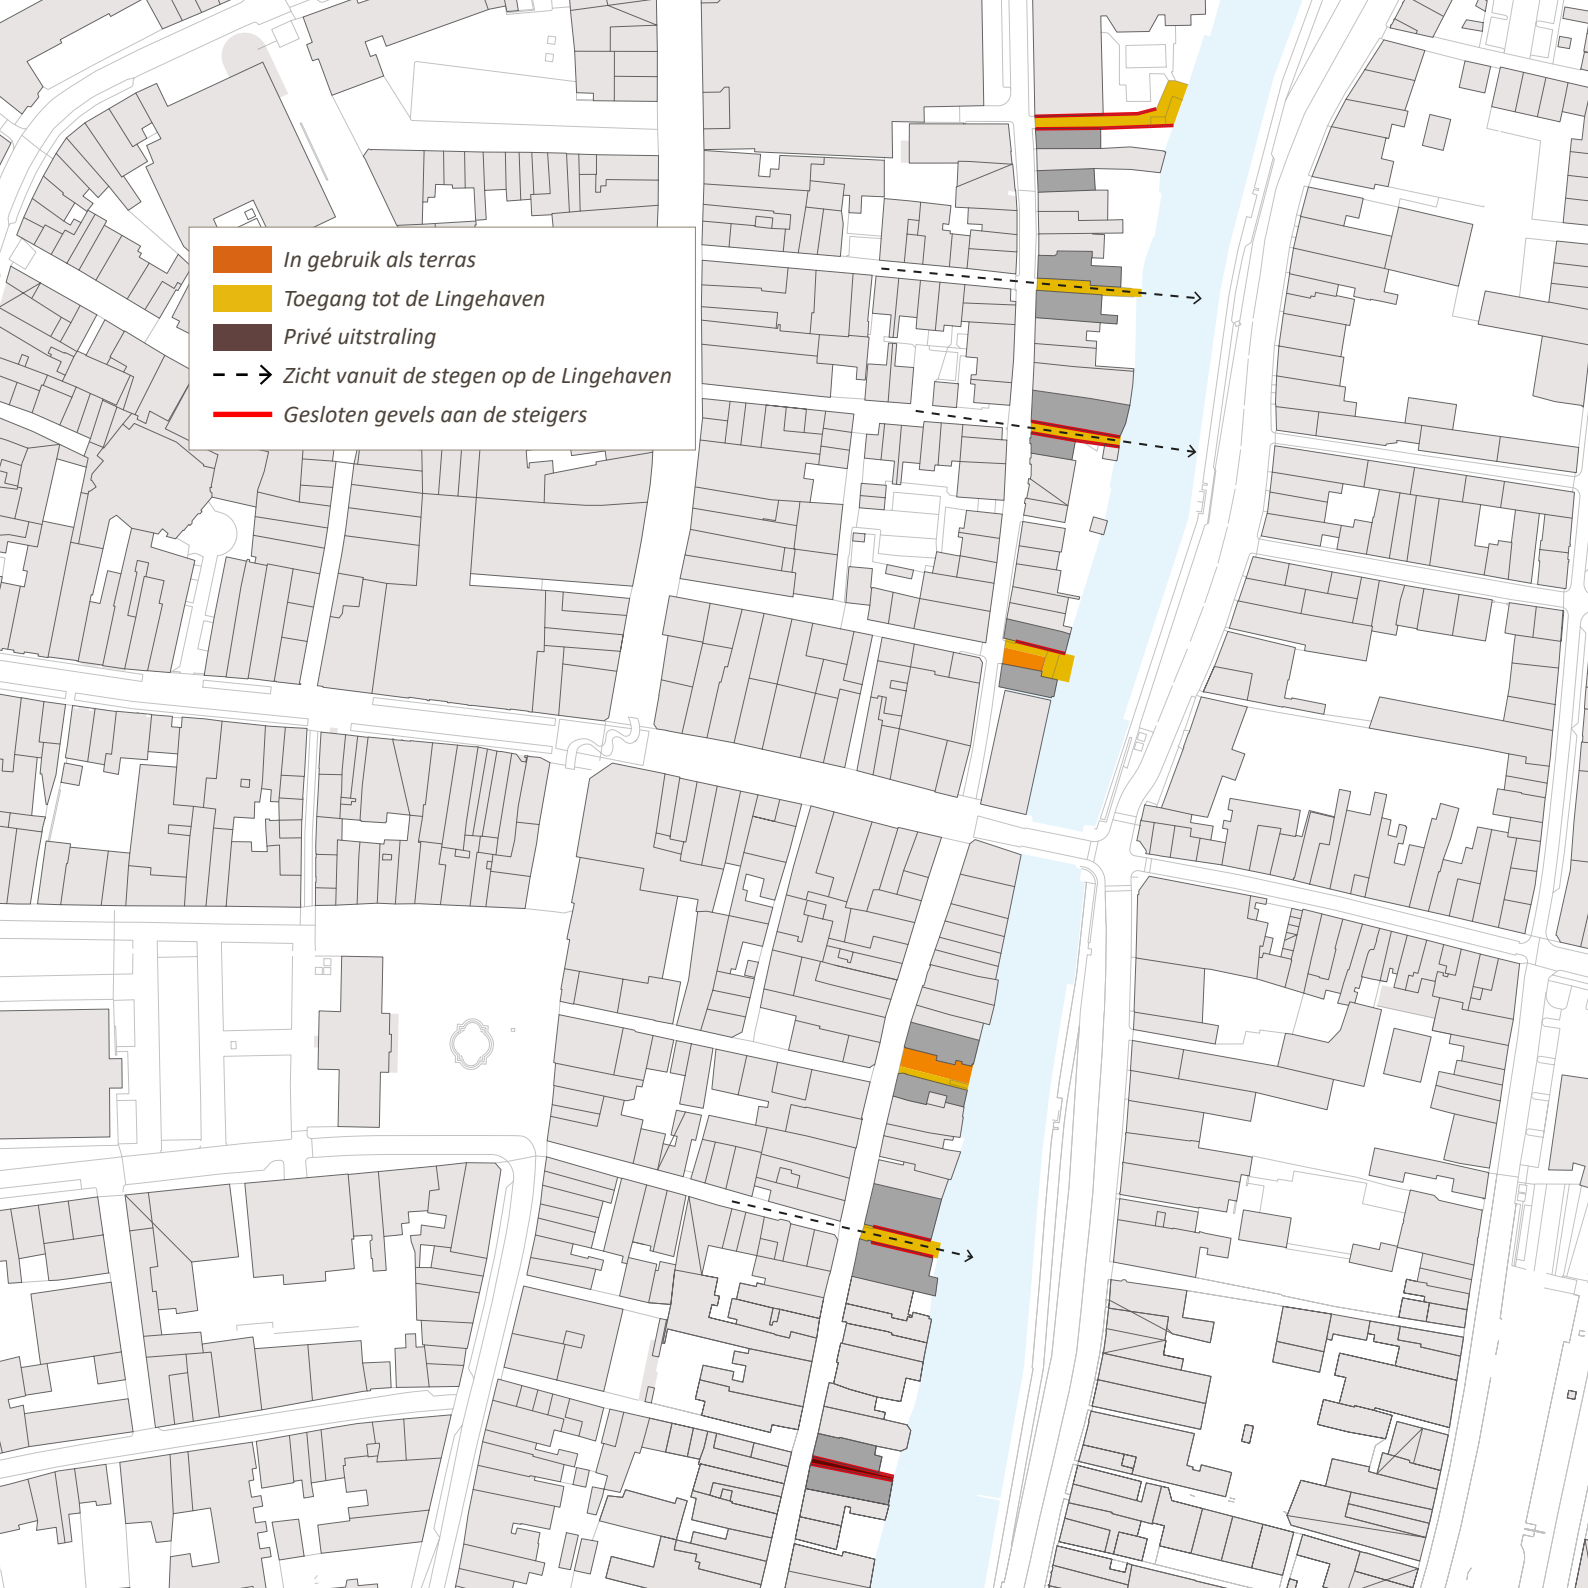 In gebruik als terras
Toegang tot de Lingehaven
Privé uitstraling
Zicht vanuit de stegen op de Lingehaven
Gesloten gevels aan de steigers